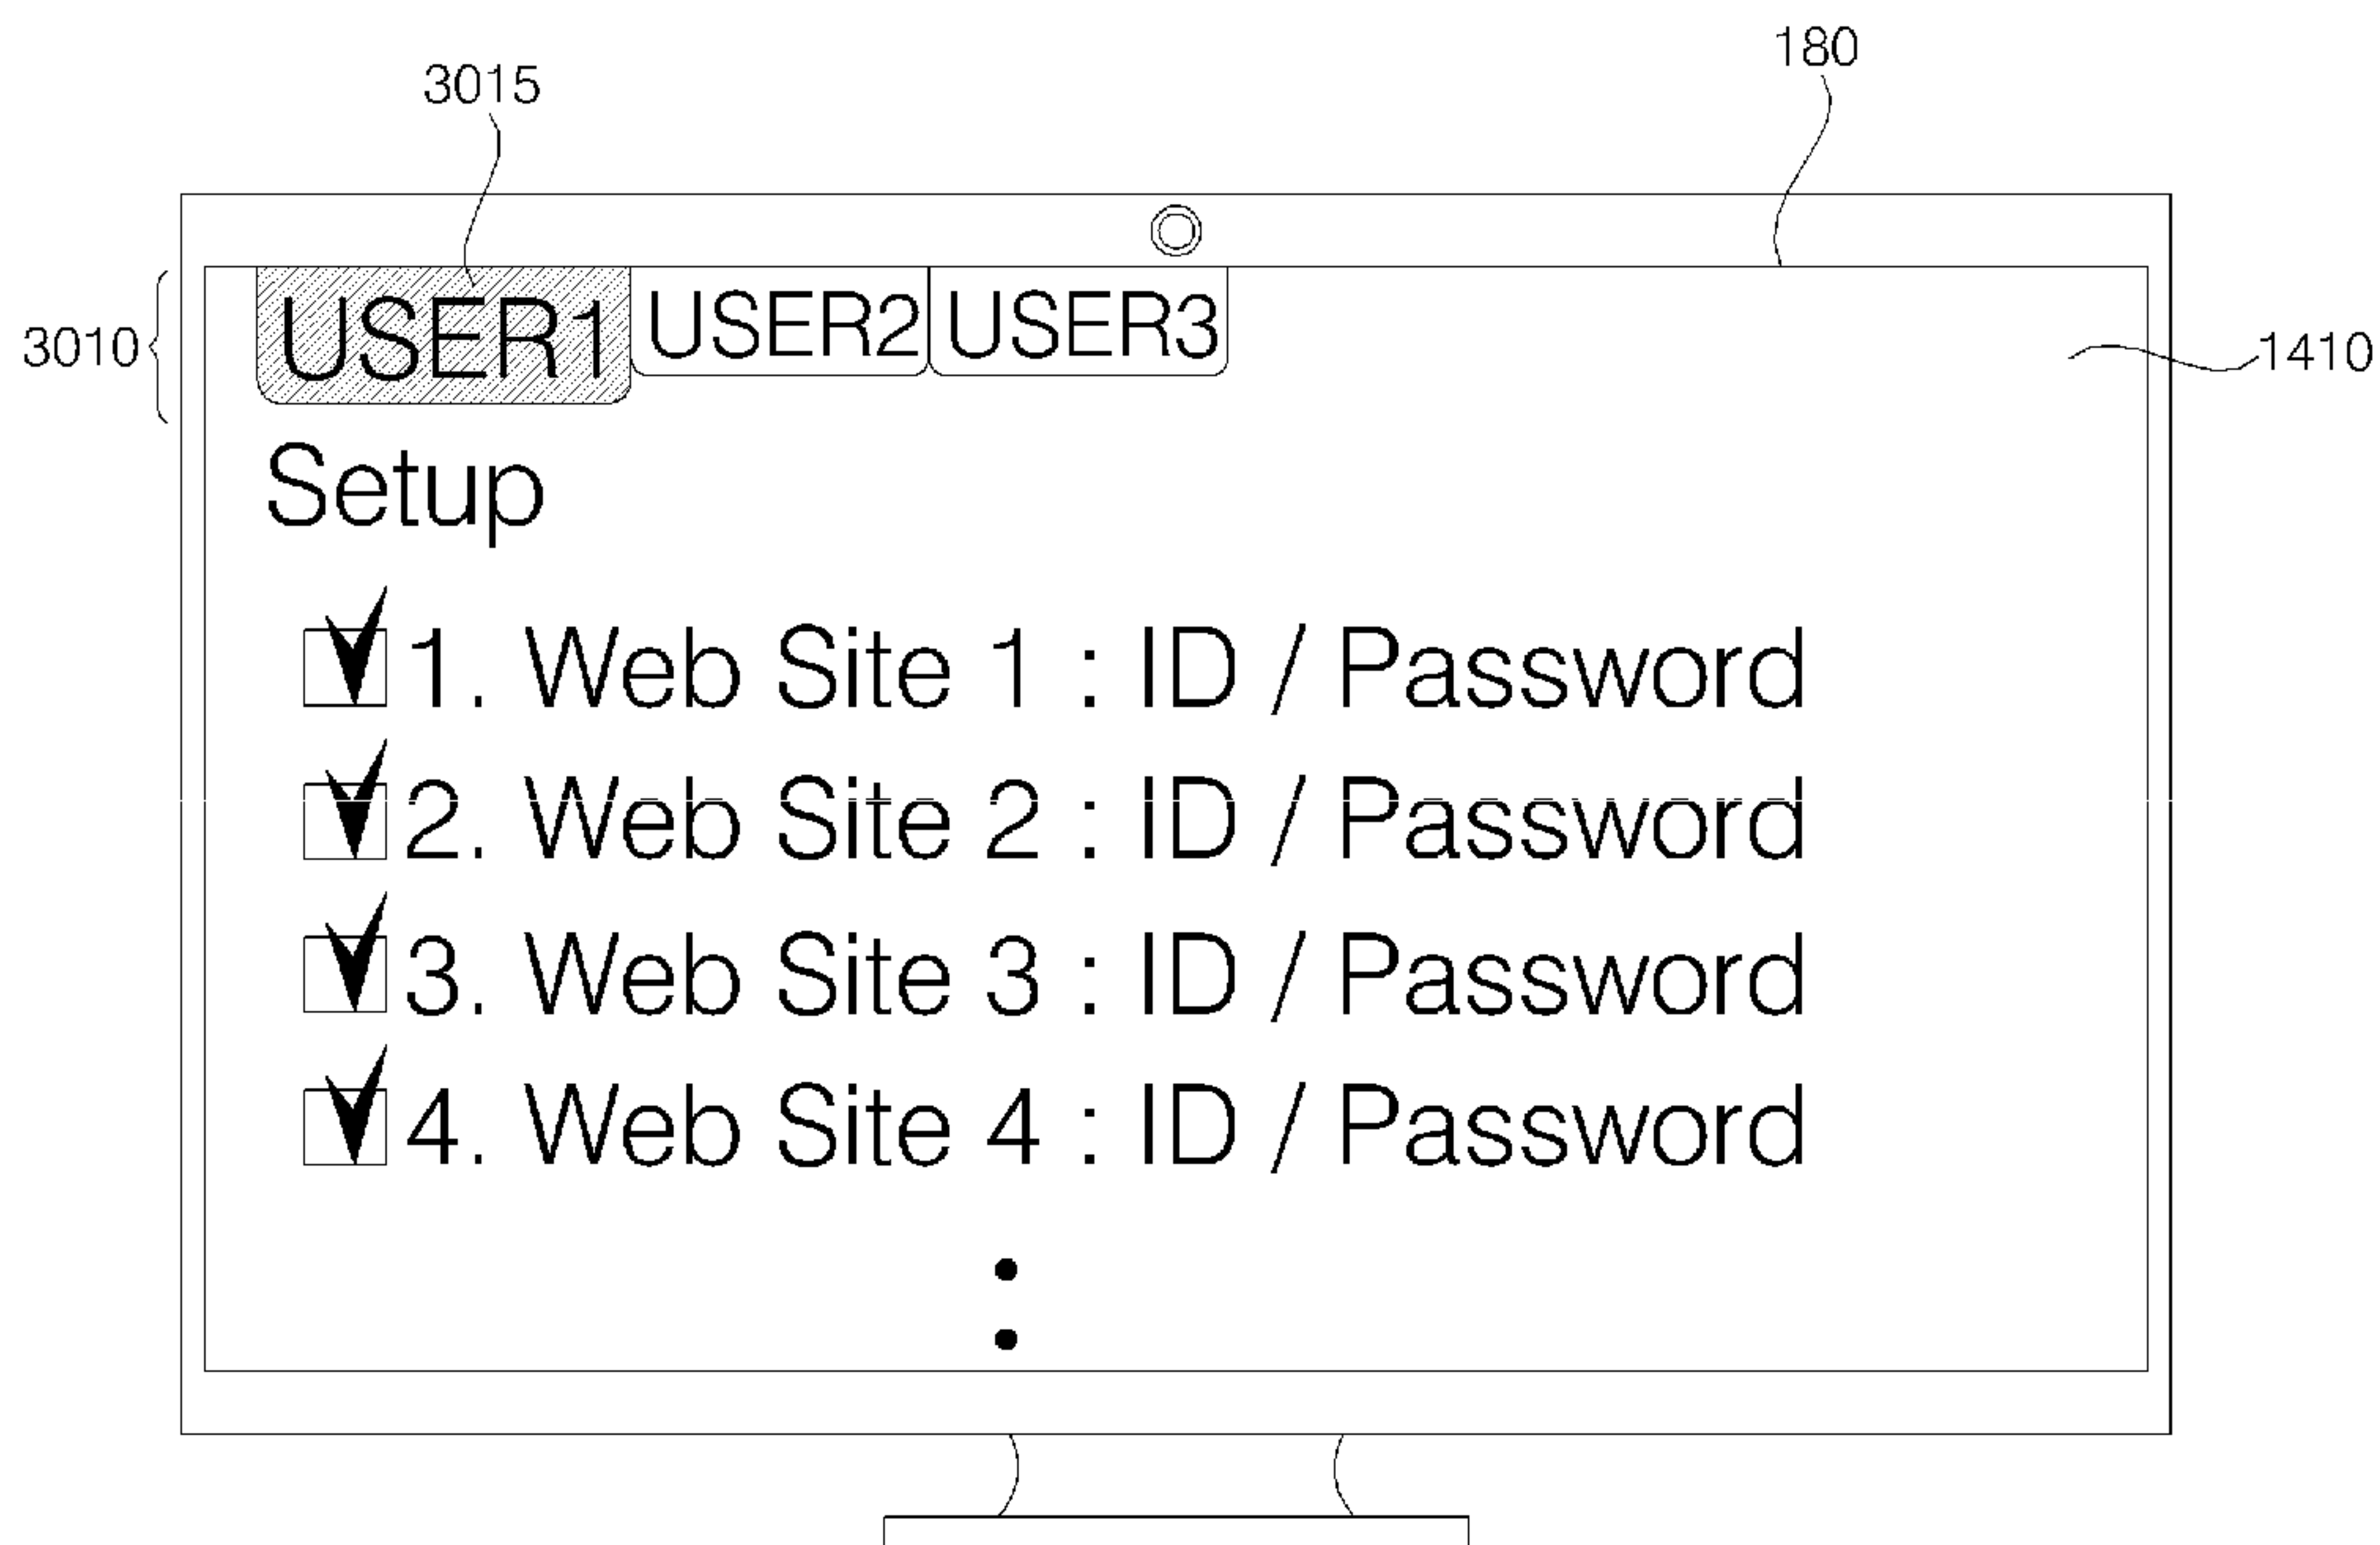 180
3015
3010
1410
USER1 USER2 USER3
Setup
1. Web Site 1 : ID / Password
2. Web Site 2 : ID / Password
3. Web Site 3 : ID / Password
4. Web Site 4 : ID / Password